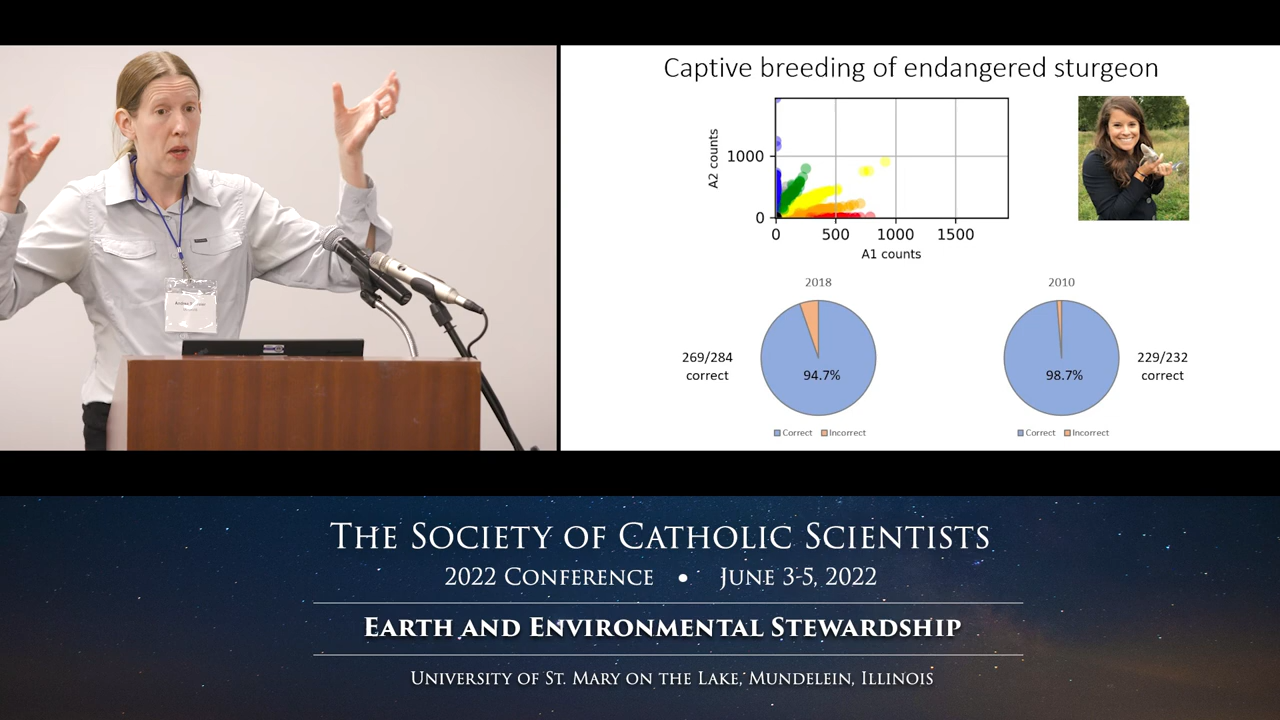 Captive breeding of endangered sturgeon
A2 counts
1000
0
0 500 1000 1500
A1 counts
2018
269/284
correct
94.7%
Correct Incorrect
2010
229/232
correct
98.7%
Correct Incorrect
The Society of Catholic Scientists
2022 Conference • June 3-5, 2022
Earth and Environmental Stewardship
University of St. Mary on the Lake, Mundelein, Illinois